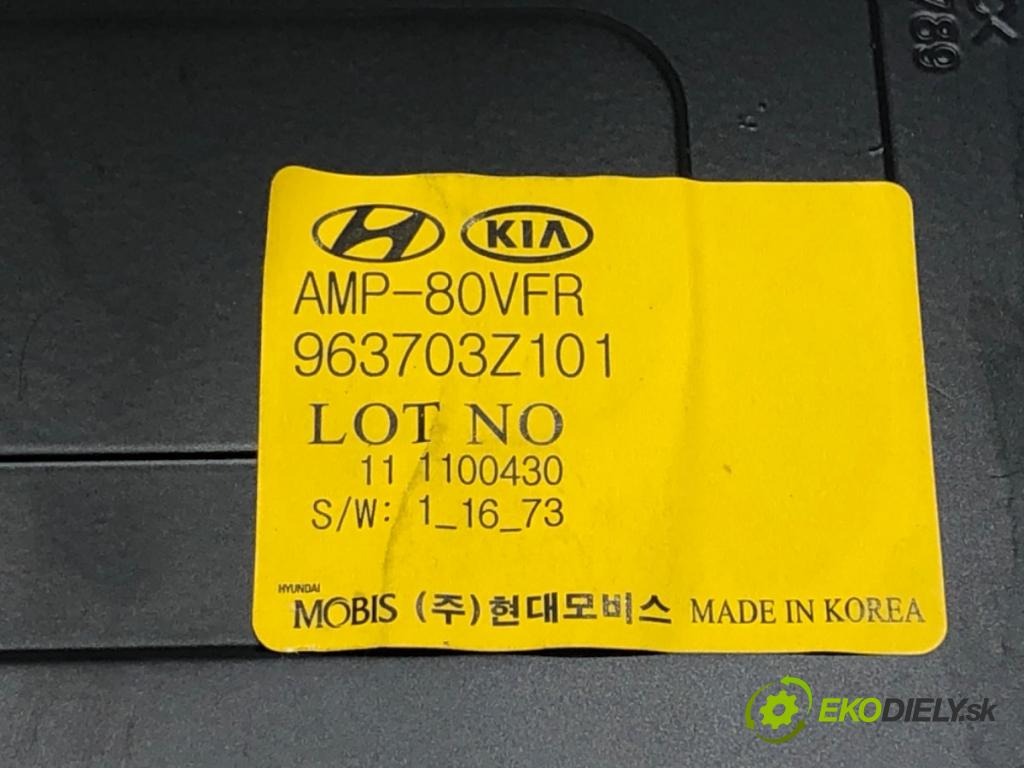 KIA
AMP-80VFR
963703Z101
LOT NO
11 1100430
S/W: 1_16_73
HYUNDAI
MOBIS (주)현대모비스 MADE IN KOREA
EKODIELY.sk